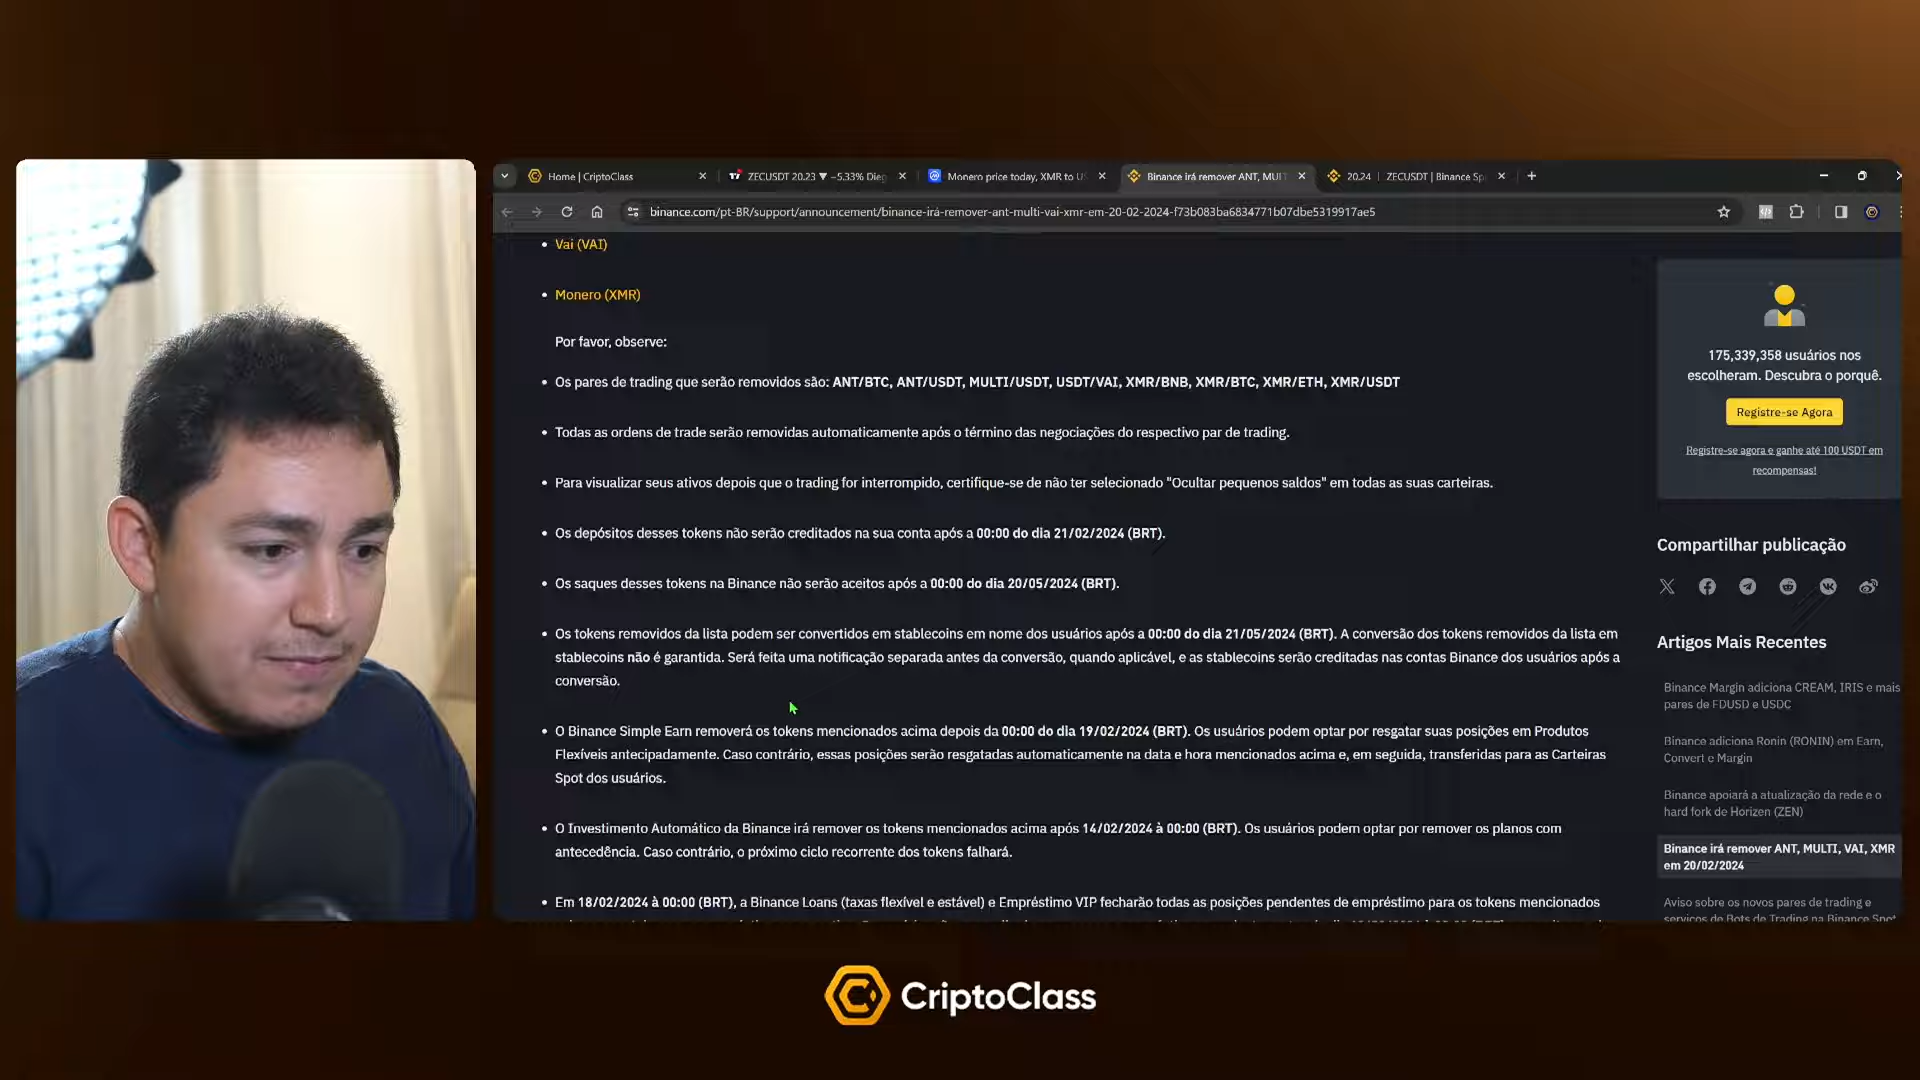 Home | CriptoClass
ZECUSDT 20.23 ▼ −5.33% Dieg
Monero price today, XMR to U
Binance irá remover ANT, MULT
20.24 | ZECUSDT | Binance Sp
binance.com/pt-BR/support/announcement/binance-irá-remover-ant-multi-vai-xmr-em-20-02-2024-f73b083ba6834771b07dbe5319917ae5
• Vai (VAI)
• Monero (XMR)
Por favor, observe:
• Os pares de trading que serão removidos são: ANT/BTC, ANT/USDT, MULTI/USDT, USDT/VAI, XMR/BNB, XMR/BTC, XMR/ETH, XMR/USDT
• Todas as ordens de trade serão removidas automaticamente após o término das negociações do respectivo par de trading.
• Para visualizar seus ativos depois que o trading for interrompido, certifique-se de não ter selecionado "Ocultar pequenos saldos" em todas as suas carteiras.
• Os depósitos desses tokens não serão creditados na sua conta após a 00:00 do dia 21/02/2024 (BRT).
• Os saques desses tokens na Binance não serão aceitos após a 00:00 do dia 20/05/2024 (BRT).
• Os tokens removidos da lista podem ser convertidos em stablecoins em nome dos usuários após a 00:00 do dia 21/05/2024 (BRT). A conversão dos tokens removidos da lista em
stablecoins não é garantida. Será feita uma notificação separada antes da conversão, quando aplicável, e as stablecoins serão creditadas nas contas Binance dos usuários após a
conversão.
• O Binance Simple Earn removerá os tokens mencionados acima depois da 00:00 do dia 19/02/2024 (BRT). Os usuários podem optar por resgatar suas posições em Produtos
Flexíveis antecipadamente. Caso contrário, essas posições serão resgatadas automaticamente na data e hora mencionados acima e, em seguida, transferidas para as Carteiras
Spot dos usuários.
• O Investimento Automático da Binance irá remover os tokens mencionados acima após 14/02/2024 à 00:00 (BRT). Os usuários podem optar por remover os planos com
antecedência. Caso contrário, o próximo ciclo recorrente dos tokens falhará.
• Em 18/02/2024 à 00:00 (BRT), a Binance Loans (taxas flexível e estável) e Empréstimo VIP fecharão todas as posições pendentes de empréstimo para os tokens mencionados
175,339,358 usuários nos
escolheram. Descubra o porquê.
Registre-se Agora
Registre-se agora e ganhe até 100 USDT em
recompensas!
Compartilhar publicação
Artigos Mais Recentes
Binance Margin adiciona CREAM, IRIS e mais
pares de FDUSD e USDC
Binance adiciona Ronin (RONIN) em Earn,
Convert e Margin
Binance apoiará a atualização da rede e o
hard fork de Horizen (ZEN)
Binance irá remover ANT, MULTI, VAI, XMR
em 20/02/2024
Aviso sobre os novos pares de trading e
serviços de Bots de Trading na Binance Spot
CriptoClass